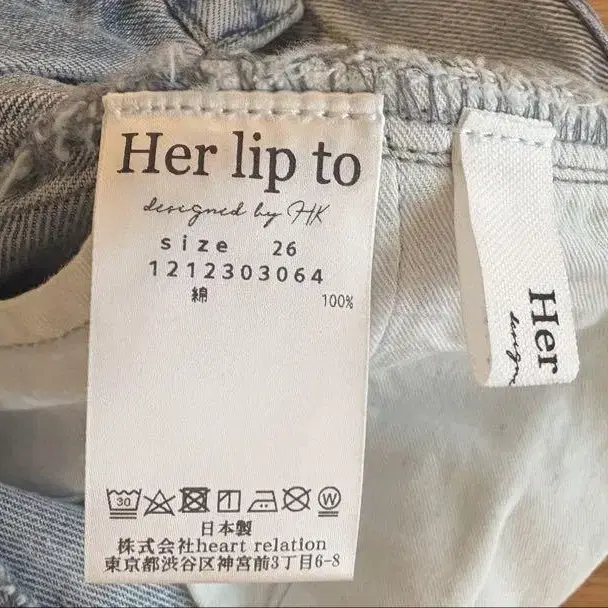 Her lip to
designed by HK
size 26
1212303064
綿 100%
30 W
日本製
株式会社heart relation
東京都渋谷区神宮前3丁目6-8
Her
design